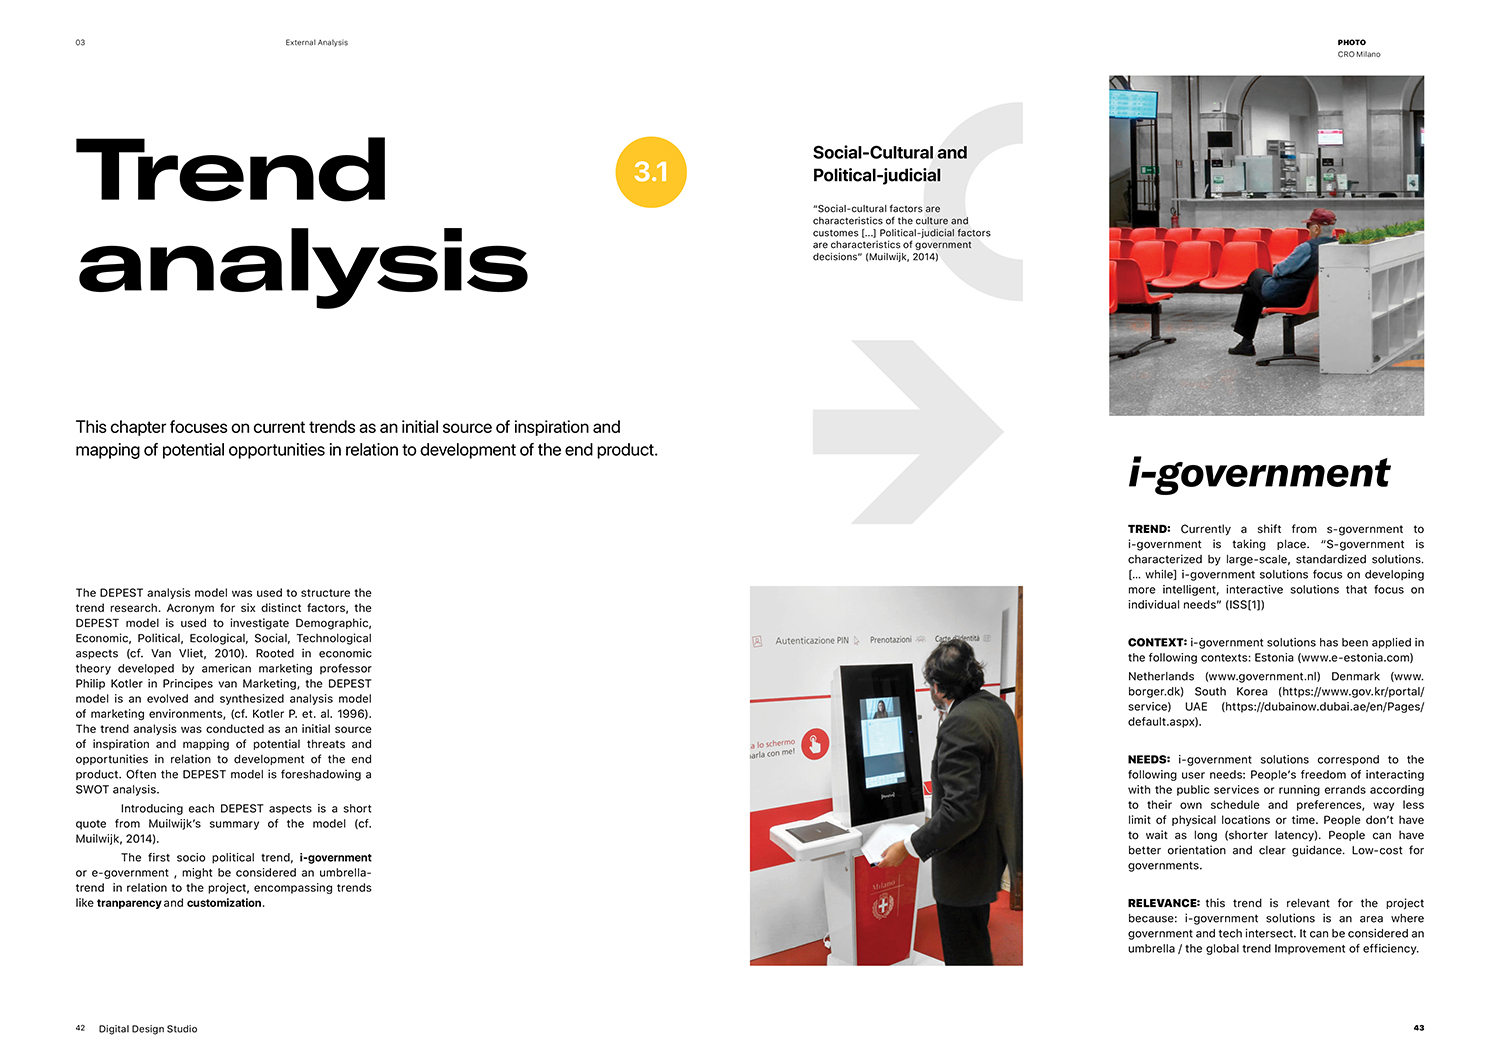 03
External Analysis
PHOTO
CRO Milano
Trend
analysis
3.1
This chapter focuses on current trends as an initial source of inspiration and
mapping of potential opportunities in relation to development of the end product.
The DEPEST analysis model was used to structure the
trend research. Acronym for six distinct factors, the
DEPEST model is used to investigate Demographic,
Economic, Political, Ecological, Social, Technological
aspects (cf. Van Vliet, 2010). Rooted in economic
theory developed by american marketing professor
Philip Kotler in Principes van Marketing, the DEPEST
model is an evolved and synthesized analysis model
of marketing environments, (cf. Kotler P. et. al. 1996).
The trend analysis was conducted as an initial source
of inspiration and mapping of potential threats and
opportunities in relation to development of the end
product. Often the DEPEST model is foreshadowing a
SWOT analysis.
Introducing each DEPEST aspects is a short
quote from Muilwijk's summary of the model (cf.
Muilwijk, 2014).
The first socio political trend, i-government
or e-government , might be considered an umbrella-
trend in relation to the project, encompassing trends
like tranparency and customization.
Social-Cultural and
Political-judicial
“Social-cultural factors are
characteristics of the culture and
customes [...] Political-judicial factors
are characteristics of government
decisions” (Muilwijk, 2014)
Autenticazione PIN
Prenotazioni
Carte d'identità
a lo schermo
parla con me!
Milano
i-government
TREND: Currently a shift from s-government to
i-government is taking place. “S-government is
characterized by large-scale, standardized solutions.
[... while] i-government solutions focus on developing
more intelligent, interactive solutions that focus on
individual needs” (ISS[1])
CONTEXT: i-government solutions has been applied in
the following contexts: Estonia (www.e-estonia.com)
Netherlands (www.government.nl) Denmark (www.
borger.dk) South Korea (https://www.gov.kr/portal/
service) UAE (https://dubainow.dubai.ae/en/Pages/
default.aspx).
NEEDS: i-government solutions correspond to the
following user needs: People's freedom of interacting
with the public services or running errands according
to their own schedule and preferences, way less
limit of physical locations or time. People don't have
to wait as long (shorter latency). People can have
better orientation and clear guidance. Low-cost for
governments.
RELEVANCE: this trend is relevant for the project
because: i-government solutions is an area where
government and tech intersect. It can be considered an
umbrella / the global trend Improvement of efficiency.
42
Digital Design Studio
43